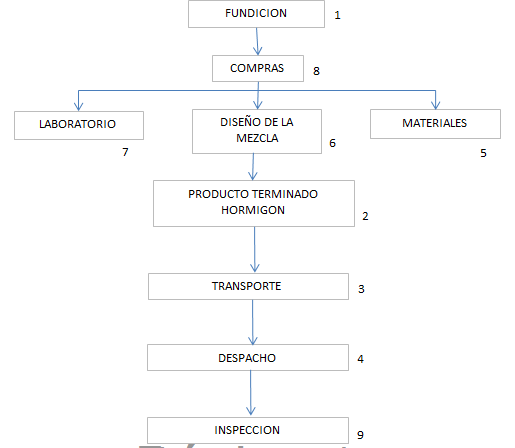 FUNDICION
1
COMPRAS
8
LABORATORIO
7
DISEÑO DE LA
MEZCLA
6
MATERIALES
5
PRODUCTO TERMINADO
HORMIGON
2
TRANSPORTE
3
DESPACHO
4
INSPECCION
9